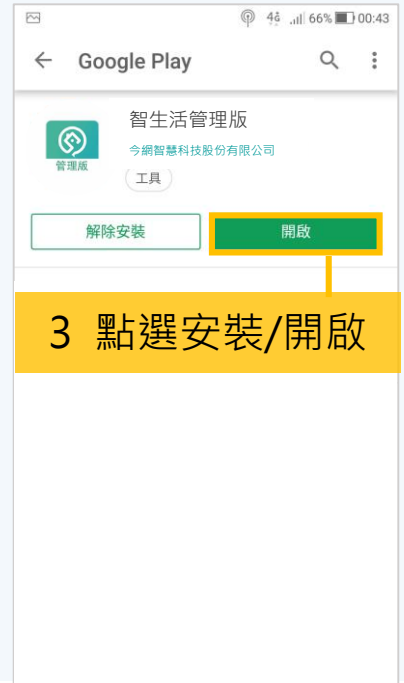 4G 66% 00:43
Google Play
智生活管理版
今網智慧科技股份有限公司
管理版
工具
解除安裝
開啟
3 點選安裝/開啟